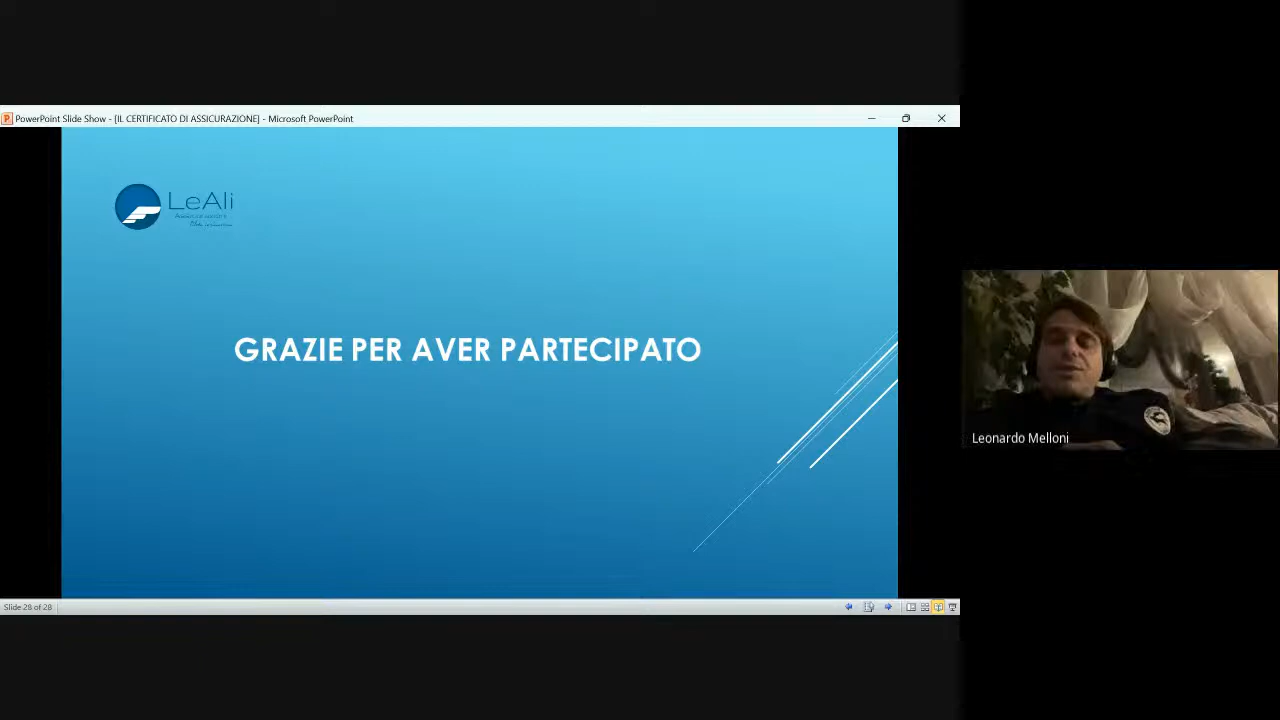 PowerPoint Slide Show - [IL CERTIFICATO DI ASSICURAZIONE] - Microsoft PowerPoint
LeAli
GRAZIE PER AVER PARTECIPATO
Leonardo Melloni
Slide 28 of 28